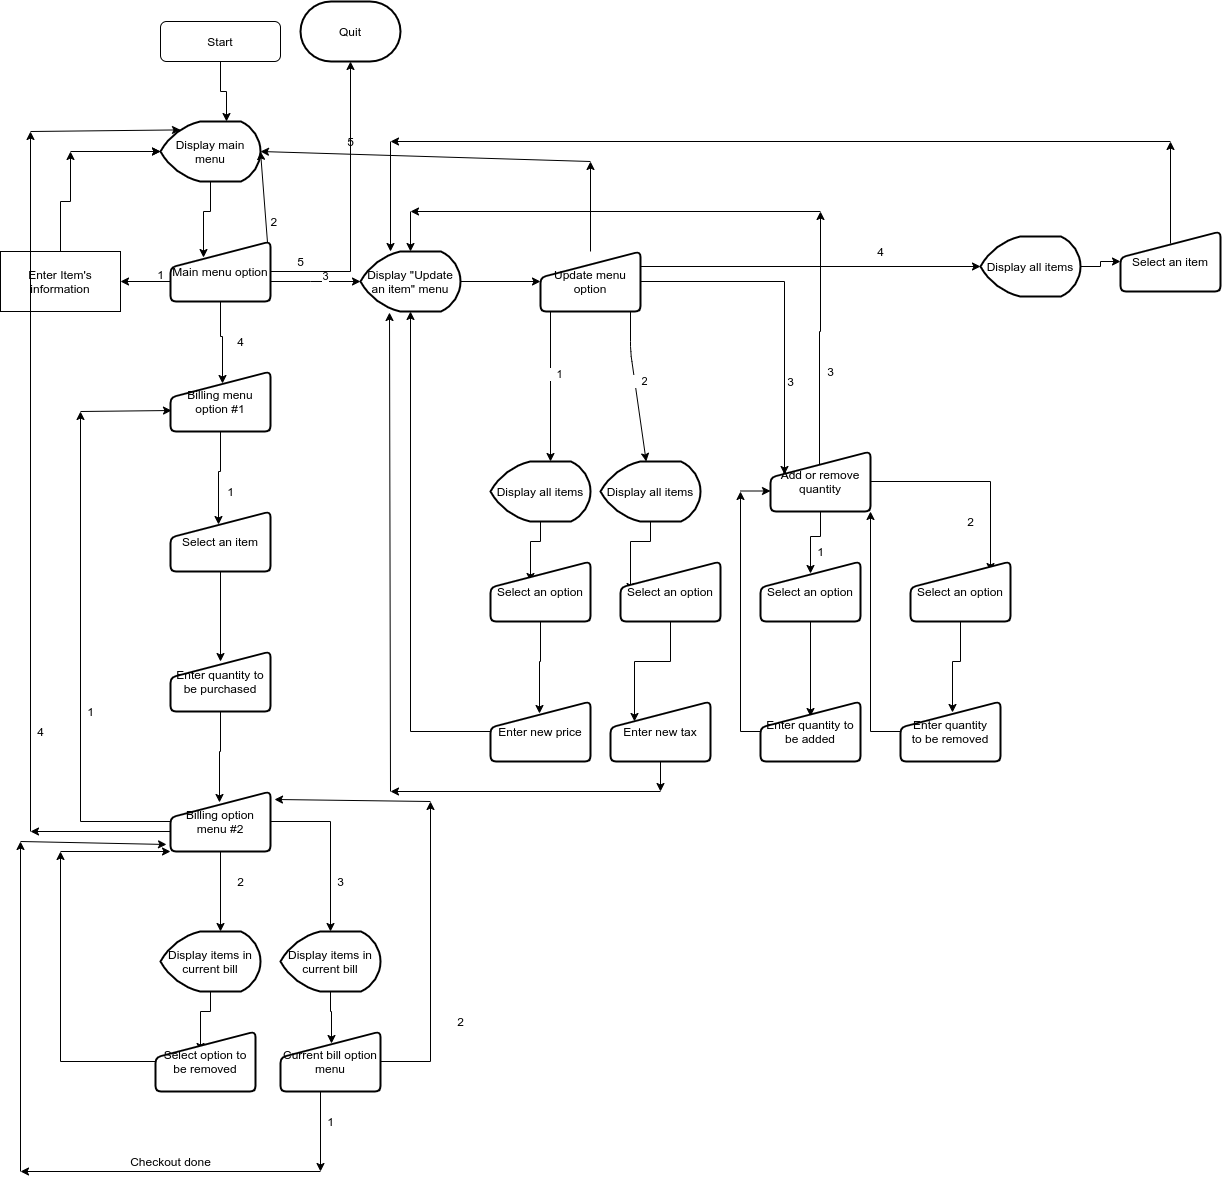 Quit
Start
Display main
menu
5
2
5
Main menu option
1
3
Enter Item's
information
Display "Update
an item" menu
Update menu
option
4
Display all items
Select an item
4
1
2
3
3
Billing menu
option #1
1
Select an item
Display all items
Display all items
Add or remove
quantity
2
1
Select an option
Select an option
Select an option
Select an option
Enter quantity to
be purchased
1
4
Enter new price
Enter new tax
Enter quantity to
be added
Enter quantity
to be removed
Billing option
menu #2
2
3
Display items in
current bill
Display items in
current bill
2
Select option to
be removed
Current bill option
menu
1
Checkout done